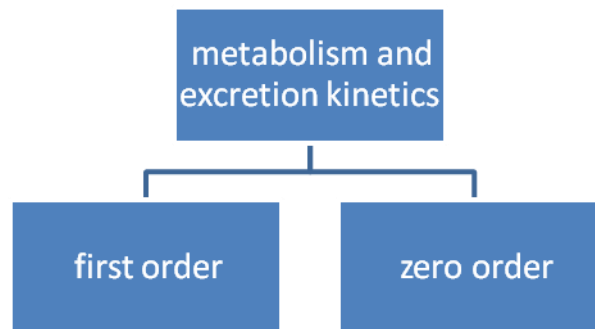 metabolism and
excretion kinetics
first order
zero order